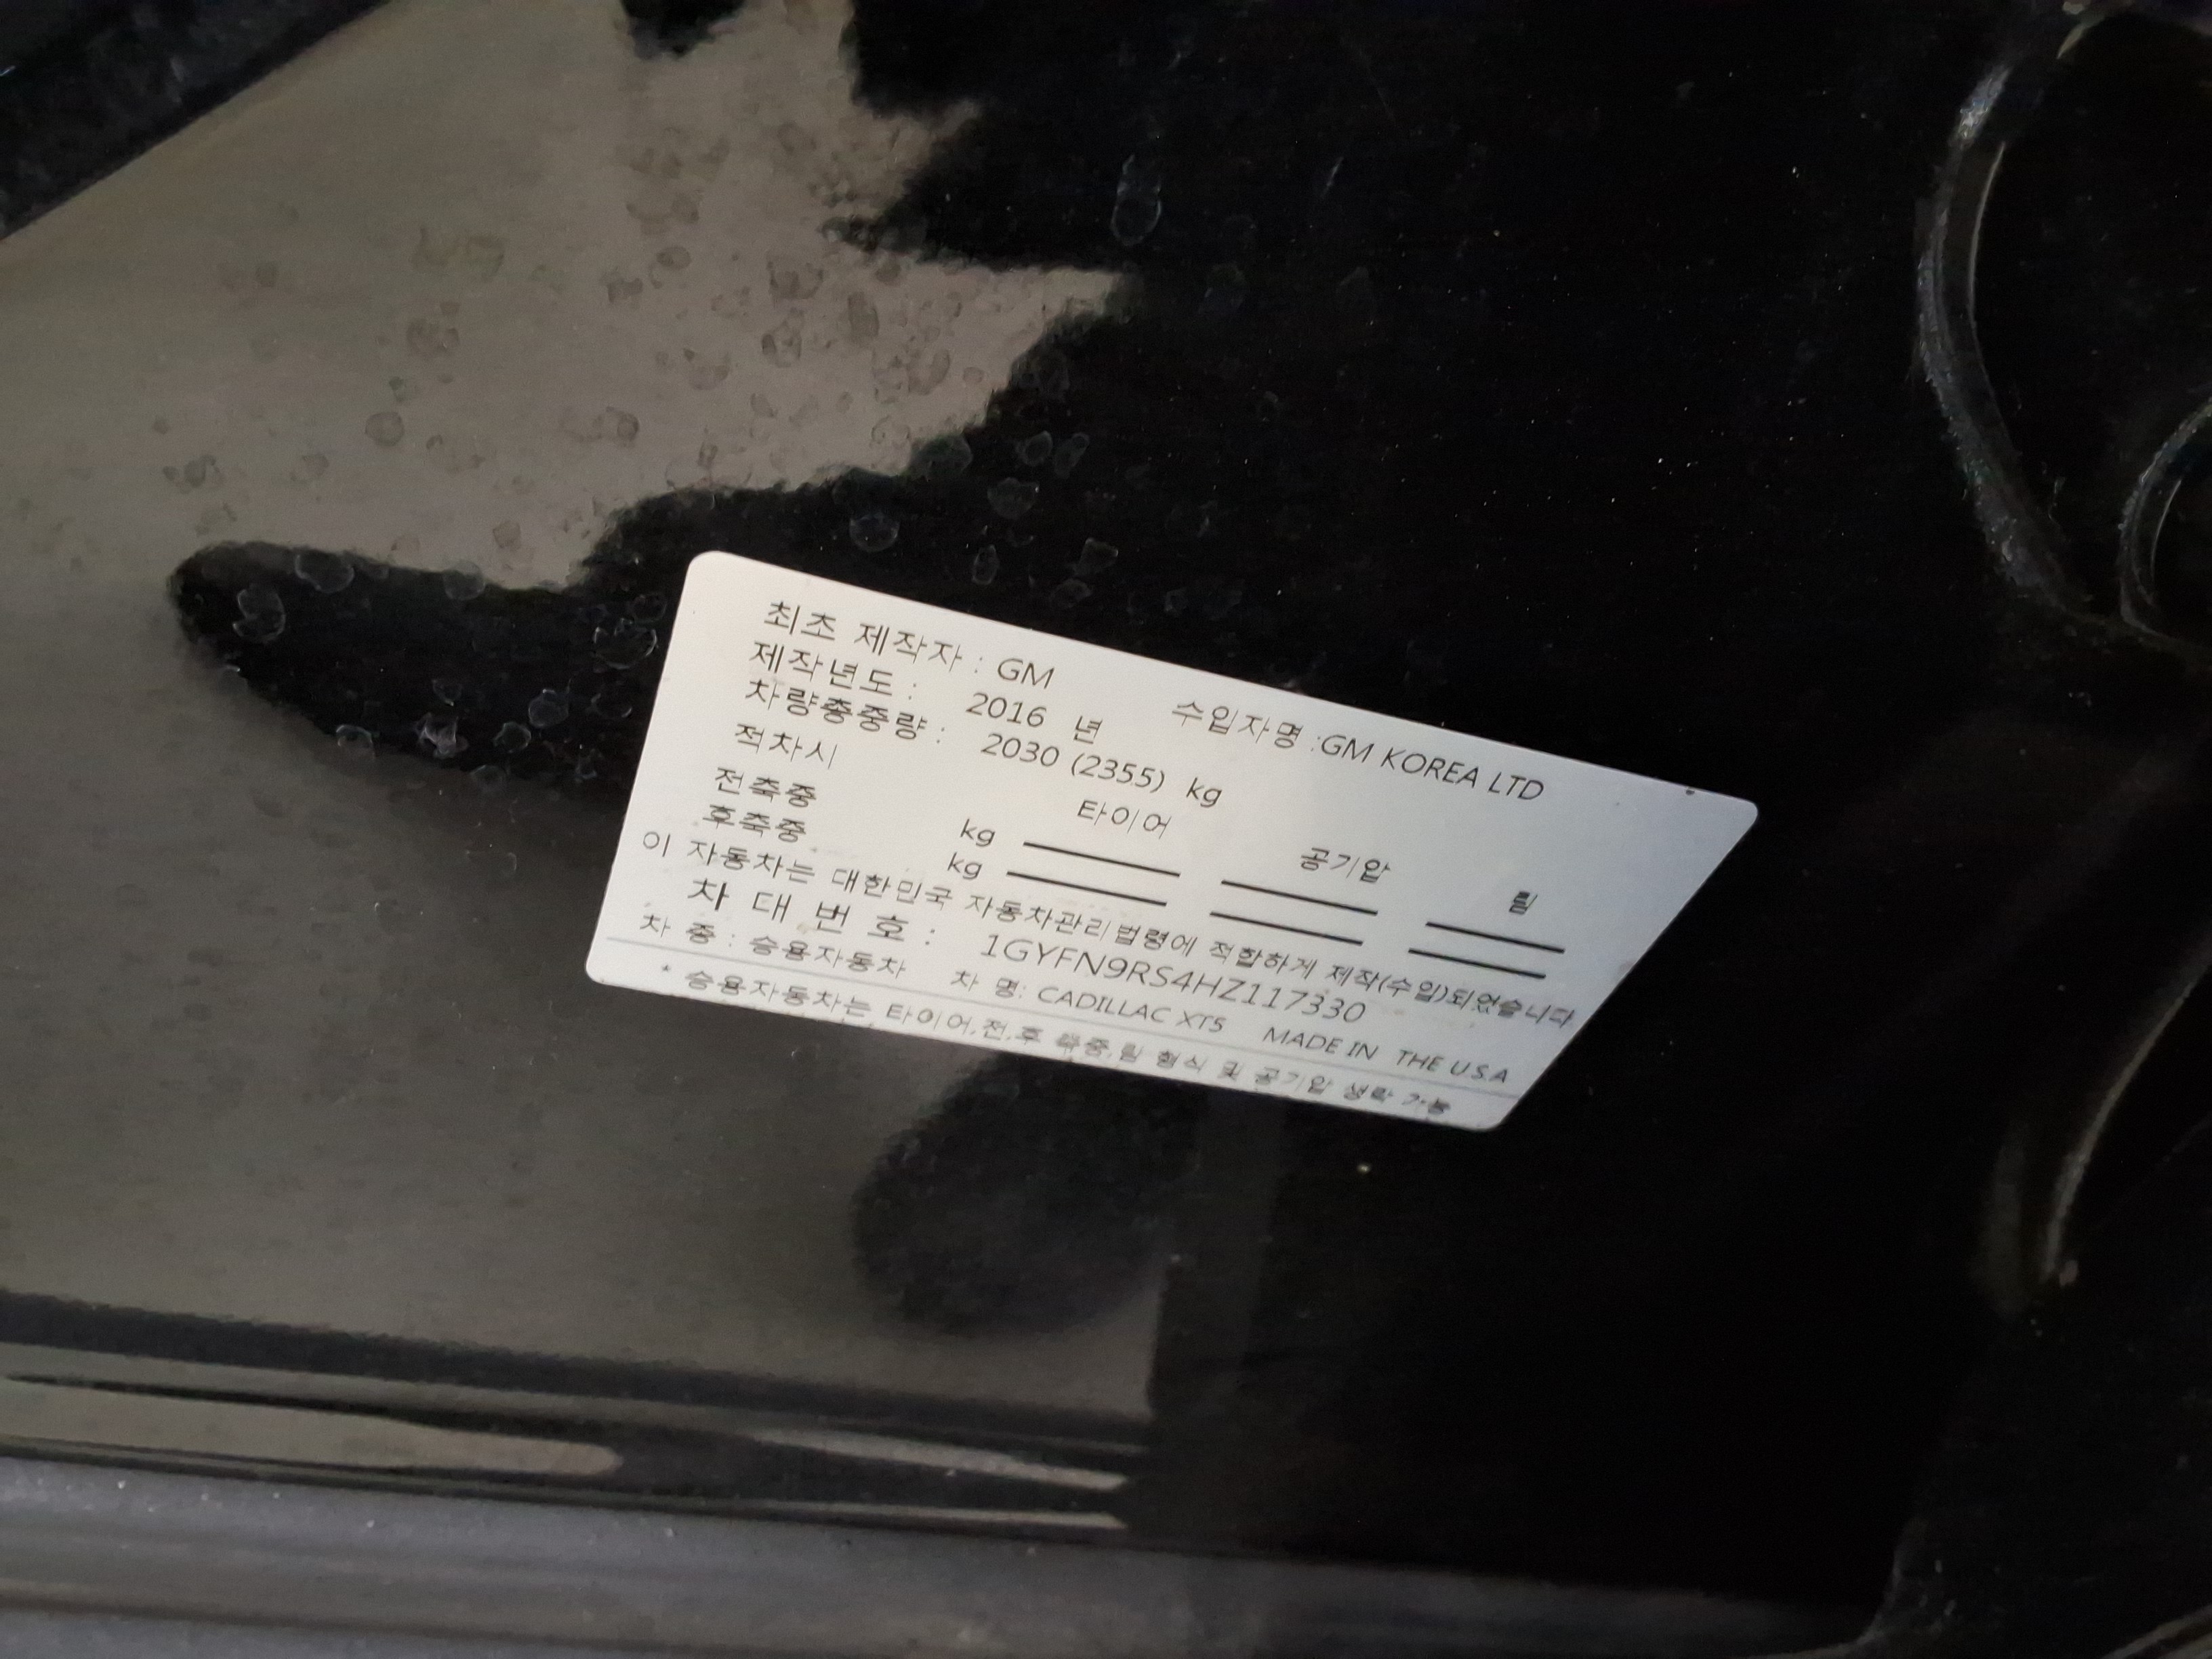 최초 제작자 : GM
제작년도 : 2016 년 수입자명 :GM KOREA LTD
차량총중량 : 2030 (2355) kg
적차시 타이어 공기압 림
전축중 kg
후축중 kg
이 자동차는 대한민국 자동차관리법령에 적합하게 제작(수입)되었습니다
차 대 번 호 : 1GYFN9RS4HZ117330
차 종 : 승용자동차 차 명: CADILLAC XT5 MADE IN THE U.S.A
* 승용자동차는 타이어,전,후 축중,림 형식 및 공기압 생략 가능